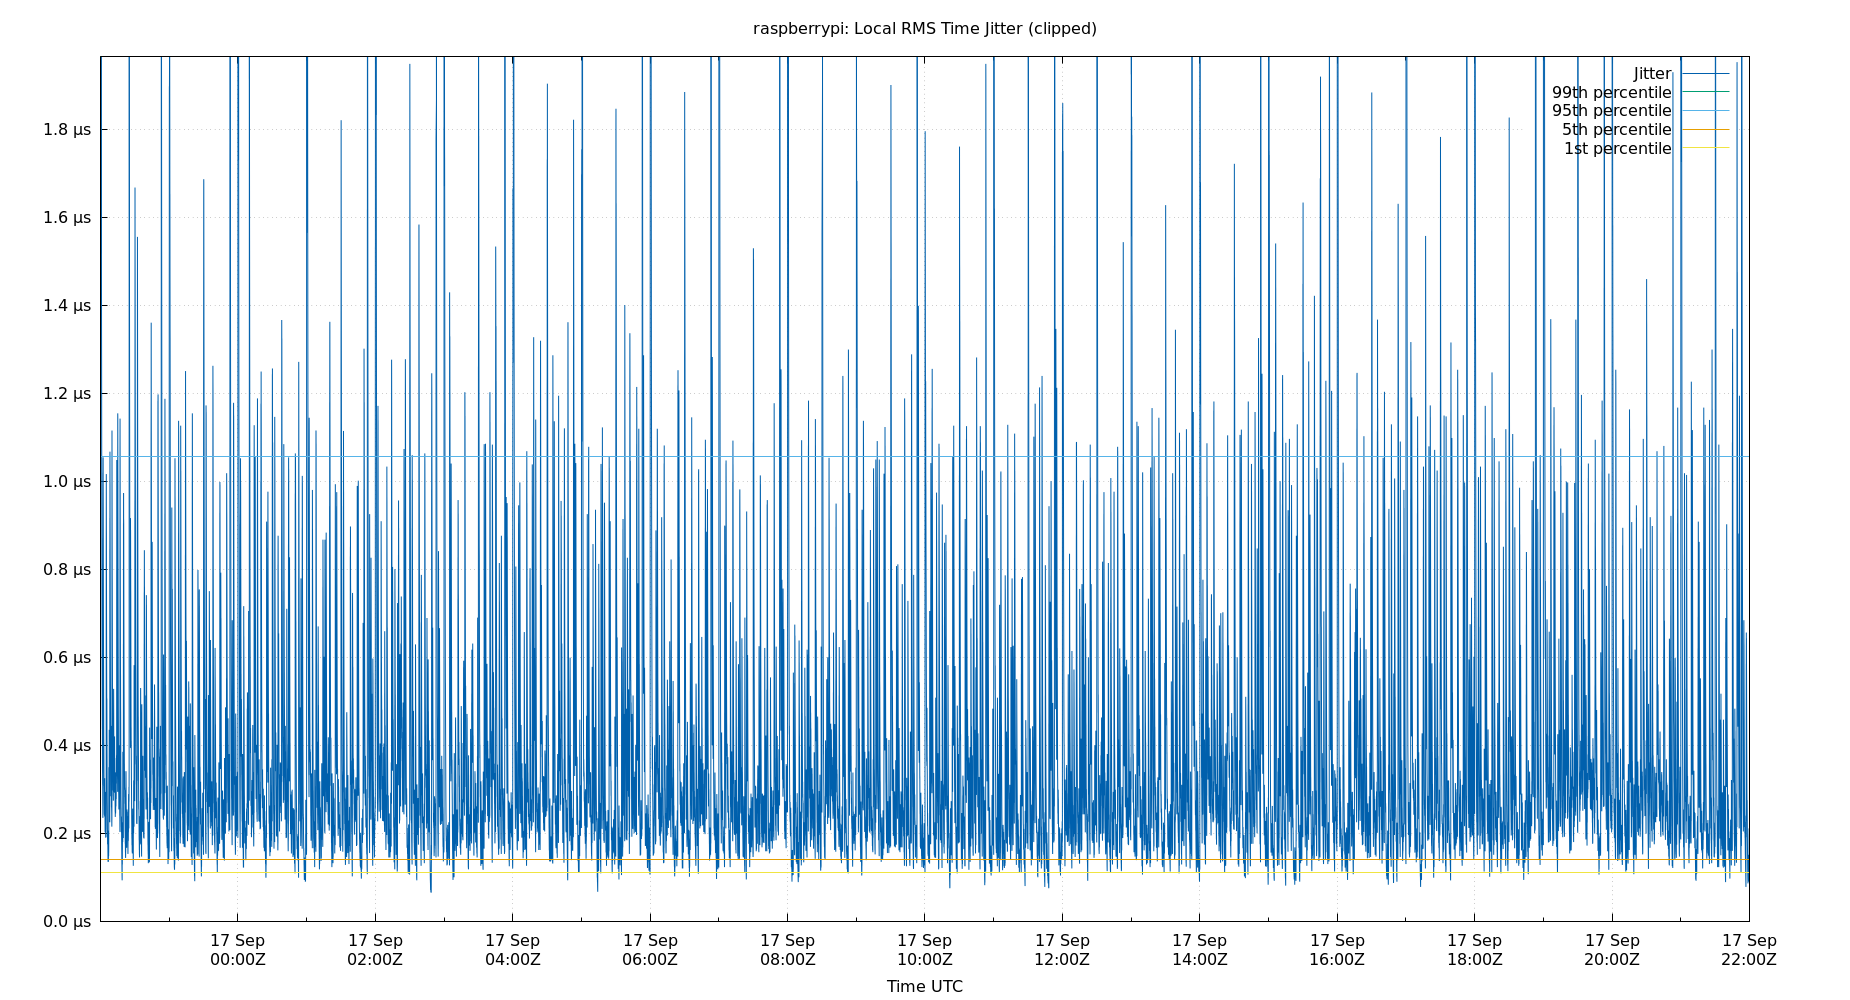 raspberrypi: Local RMS Time Jitter (clipped)
Jitter
99th percentile
95th percentile
5th percentile
1st percentile
1.8 µs
1.6 µs
1.4 µs
1.2 µs
1.0 µs
0.8 µs
0.6 µs
0.4 µs
0.2 µs
0.0 µs
17 Sep 17 Sep 17 Sep 17 Sep 17 Sep 17 Sep 17 Sep 17 Sep 17 Sep 17 Sep 17 Sep 17 Sep
00:00Z 02:00Z 04:00Z 06:00Z 08:00Z 10:00Z 12:00Z 14:00Z 16:00Z 18:00Z 20:00Z 22:00Z
Time UTC